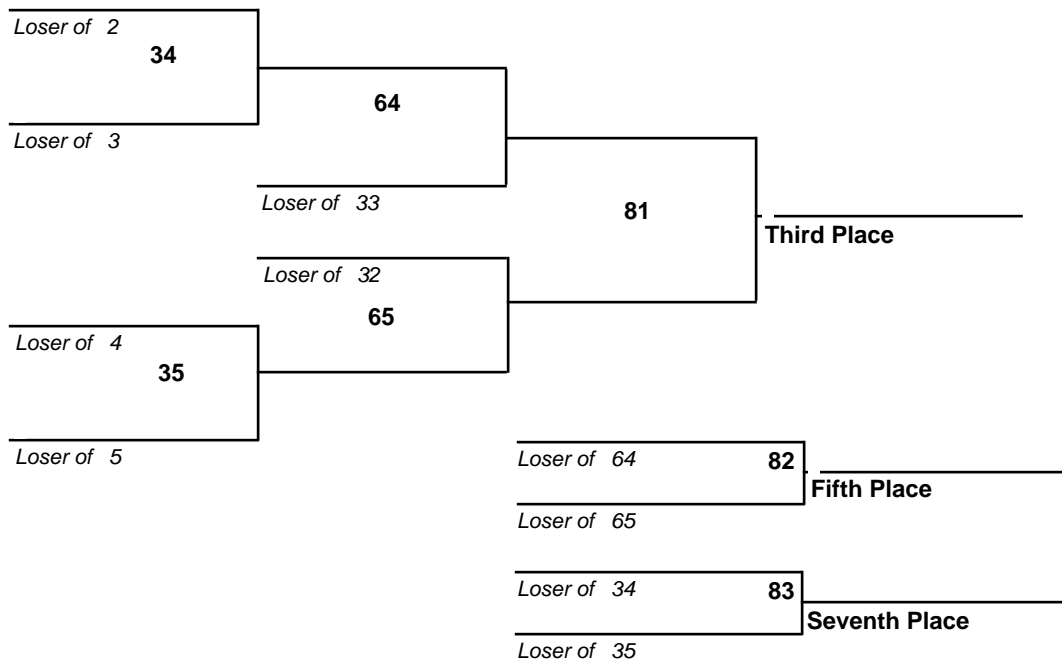 Loser of 2
34
Loser of 3
64
Loser of 33
81
Third Place
Loser of 32
65
Loser of 4
35
Loser of 5
Loser of 64
82
Fifth Place
Loser of 65
Loser of 34
83
Seventh Place
Loser of 35